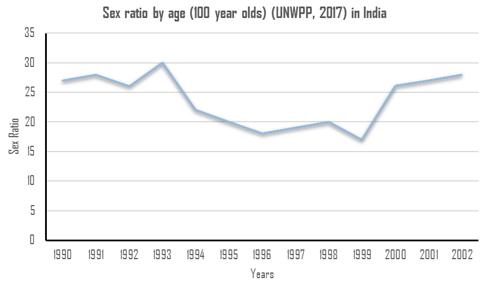 Sex ratio by age (100 year olds) (UNWPP, 2017) in India
35
30
25
20
15
10
5
0
Sex Ratio
1990 1991 1992 1993 1994 1995 1996 1997 1998 1999 2000 2001 2002
Years